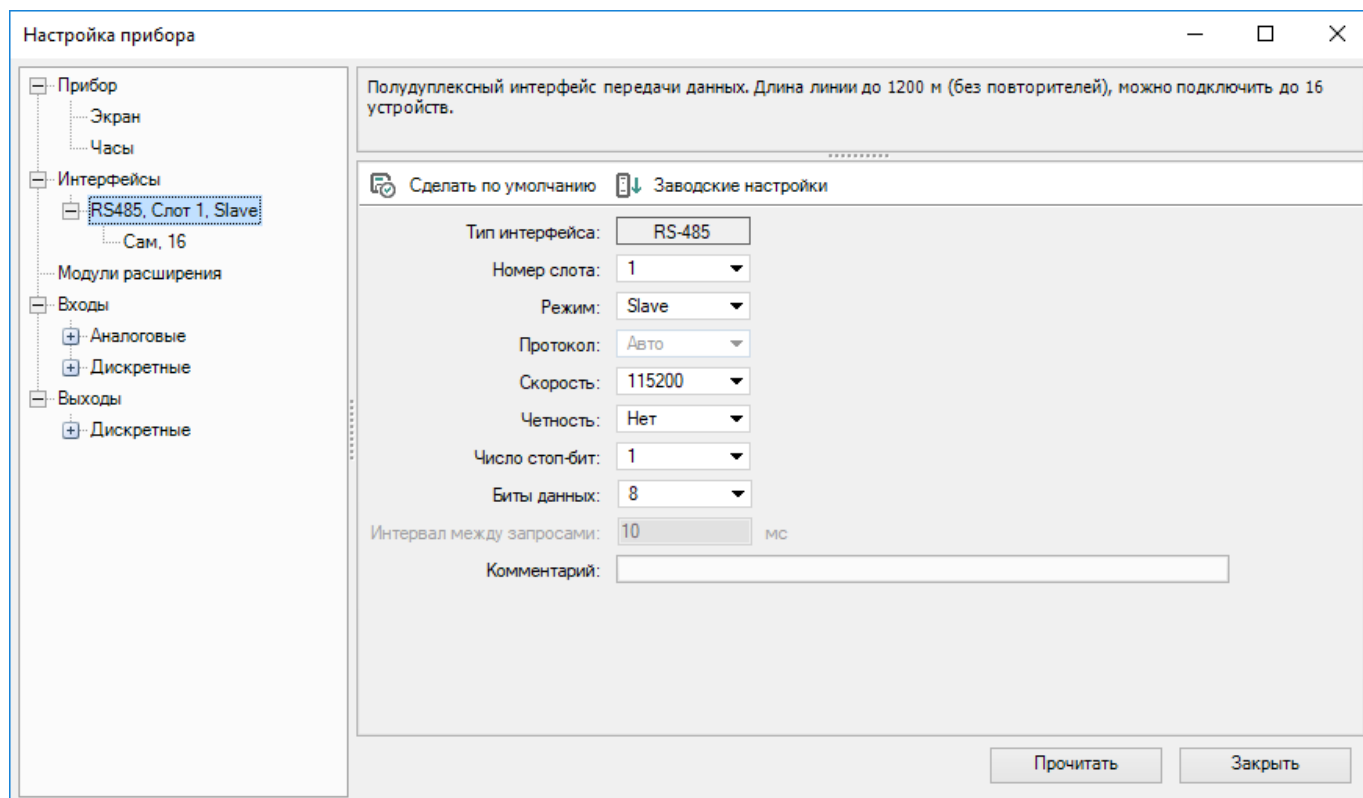 Настройка прибора
Прибор
Экран
Часы
Интерфейсы
RS485, Слот 1, Slave
Сам, 16
Модули расширения
Входы
Аналоговые
Дискретные
Выходы
Дискретные
Полудуплексный интерфейс передачи данных. Длина линии до 1200 м (без повторителей), можно подключить до 16
устройств.
Сделать по умолчанию Заводские настройки
Тип интерфейса: RS-485
Номер слота: 1
Режим: Slave
Протокол: Авто
Скорость: 115200
Четность: Нет
Число стоп-бит: 1
Биты данных: 8
Интервал между запросами: 10 мс
Комментарий:
Прочитать Закрыть